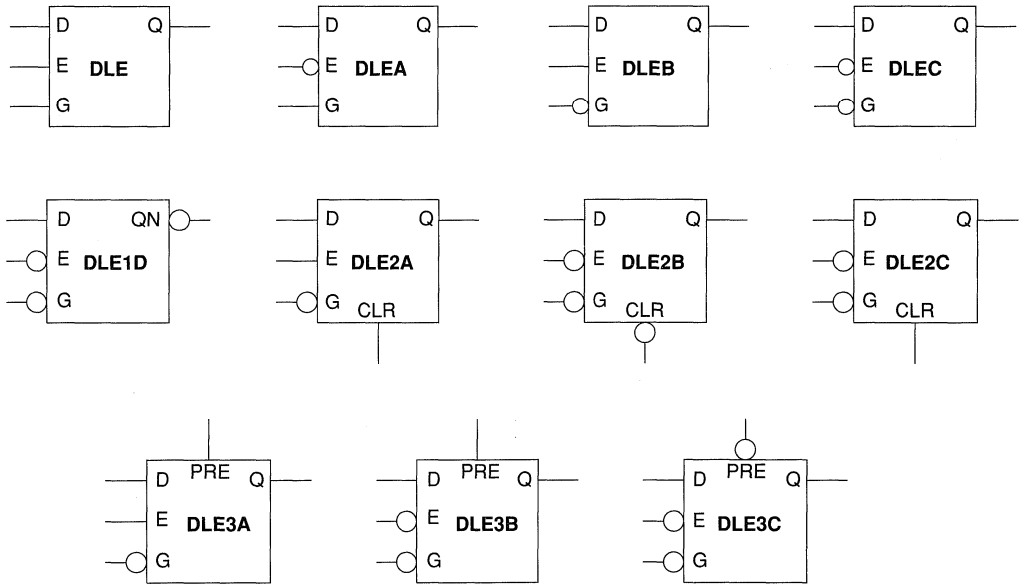 D Q D Q D Q D Q
E DLE E DLEA E DLEB E DLEC
G G G G
D QN D Q D Q D Q
E DLE1D E DLE2A E DLE2B E DLE2C
G G G G
CLR CLR CLR
PRE PRE PRE
D Q D Q D Q
E DLE3A E DLE3B E DLE3C
G G G